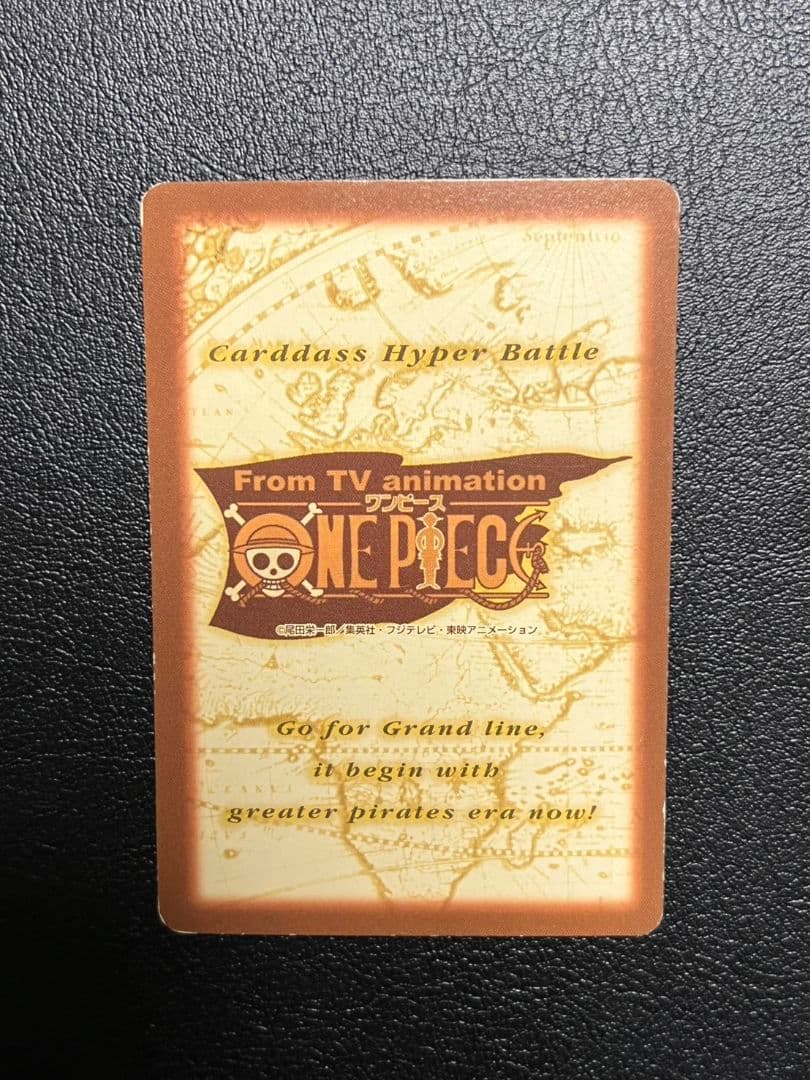 Septentrio
Carddass Hyper Battle
From TV animation
ワンピース
ONE PIECE
©尾田栄一郎／集英社・フジテレビ・東映アニメーション
Go for Grand line,
it begin with
greater pirates era now!